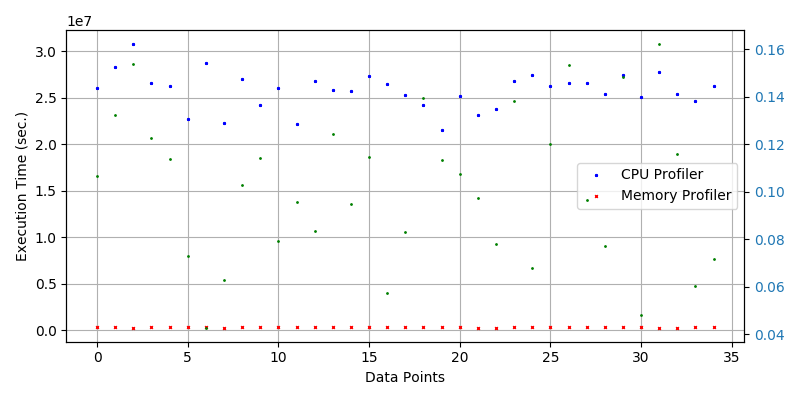 1e7
3.0
2.5
2.0
1.5
1.0
0.5
0.0
Execution Time (sec.)
0.16
0.14
0.12
0.10
0.08
0.06
0.04
CPU Profiler
Memory Profiler
0 5 10 15 20 25 30 35
Data Points